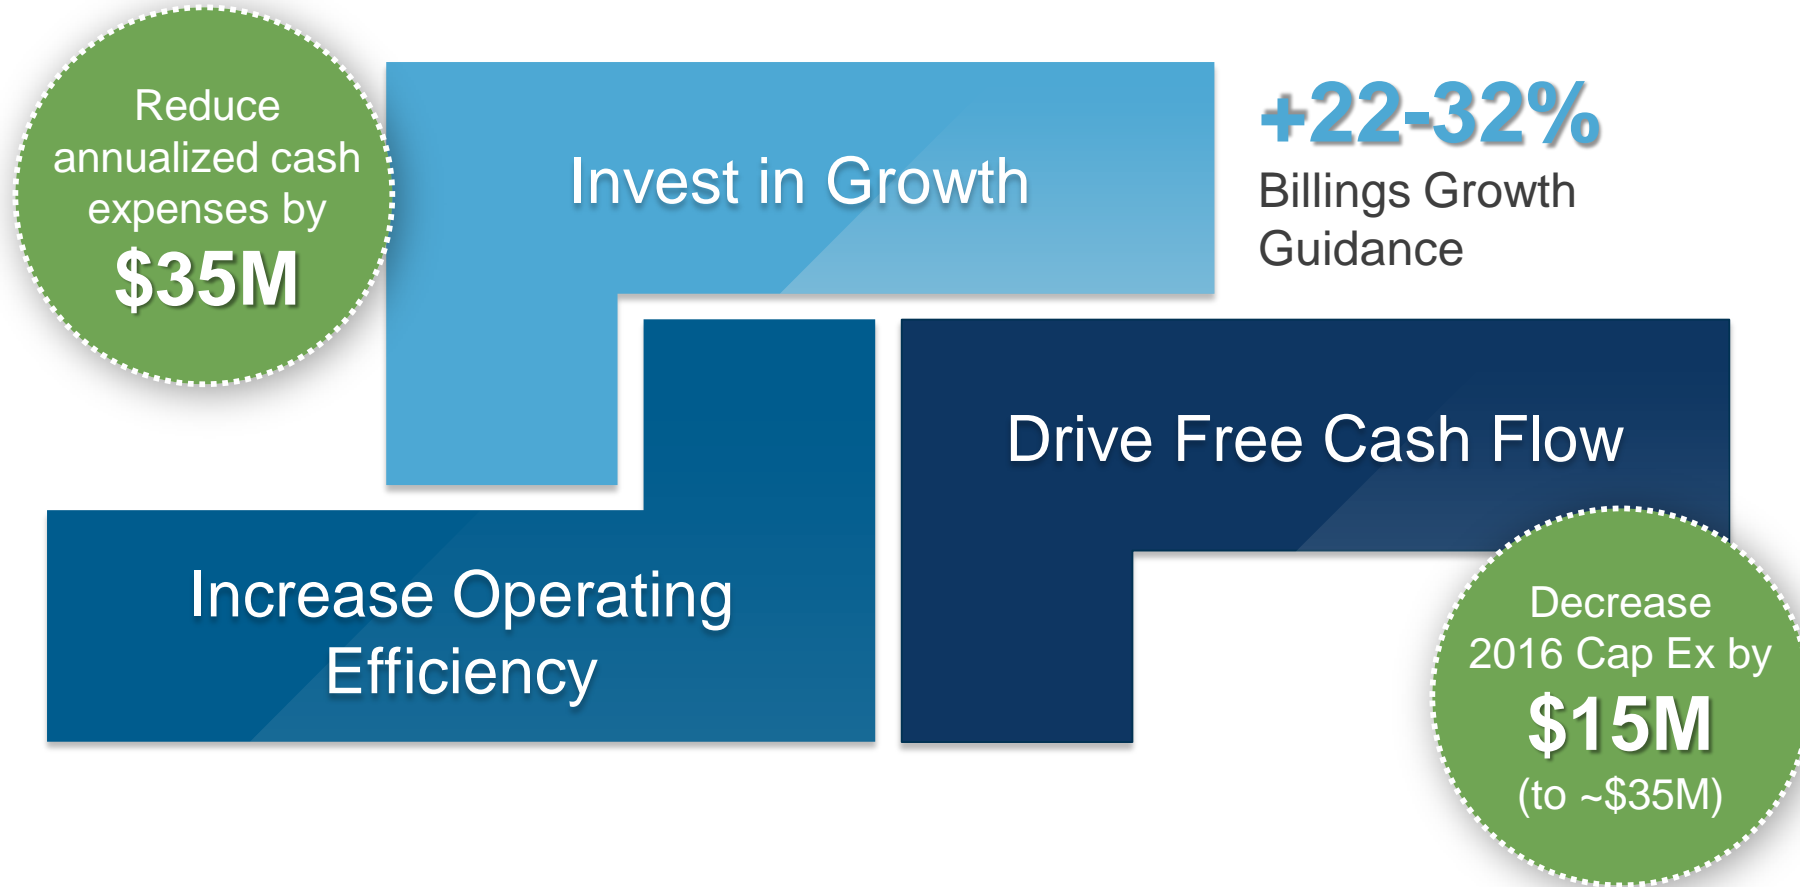 Reduce
annualized cash
expenses by
$35M
Invest in Growth
+22-32%
Billings Growth
Guidance
Increase Operating
Efficiency
Drive Free Cash Flow
Decrease
2016 Cap Ex by
$15M
(to ~$35M)